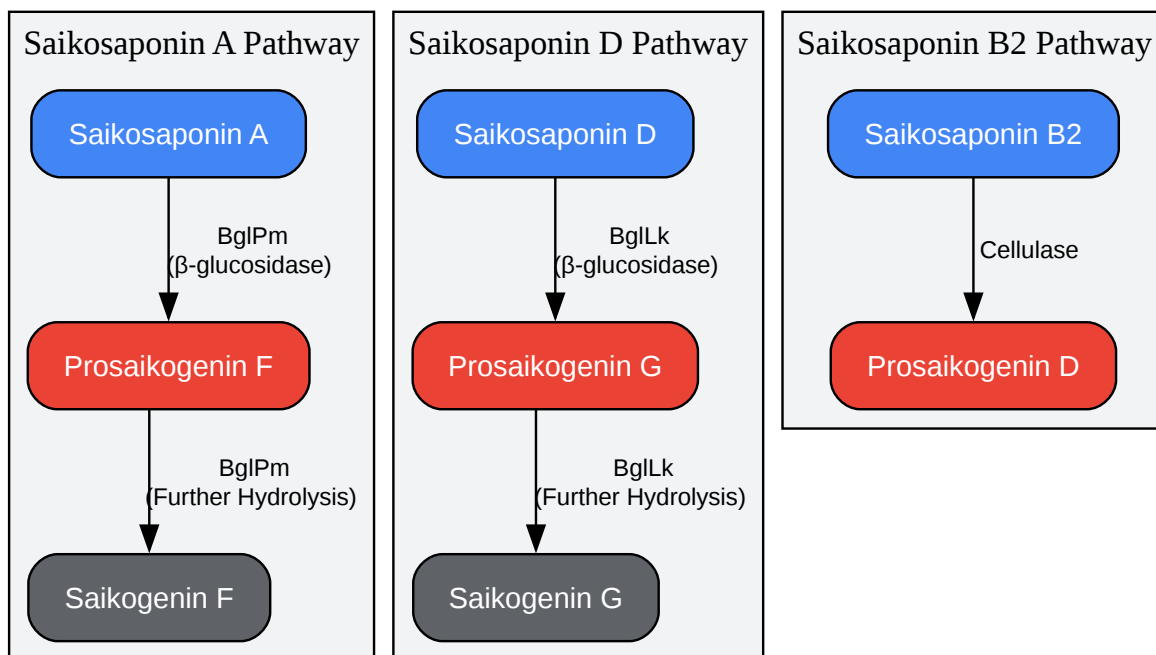 Saikosaponin A Pathway
Saikosaponin A
BglPm
(β-glucosidase)
Prosaikogenin F
BglPm
(Further Hydrolysis)
Saikogenin F
Saikosaponin D Pathway
Saikosaponin D
BglLk
(β-glucosidase)
Prosaikogenin G
BglLk
(Further Hydrolysis)
Saikogenin G
Saikosaponin B2 Pathway
Saikosaponin B2
Cellulase
Prosaikogenin D